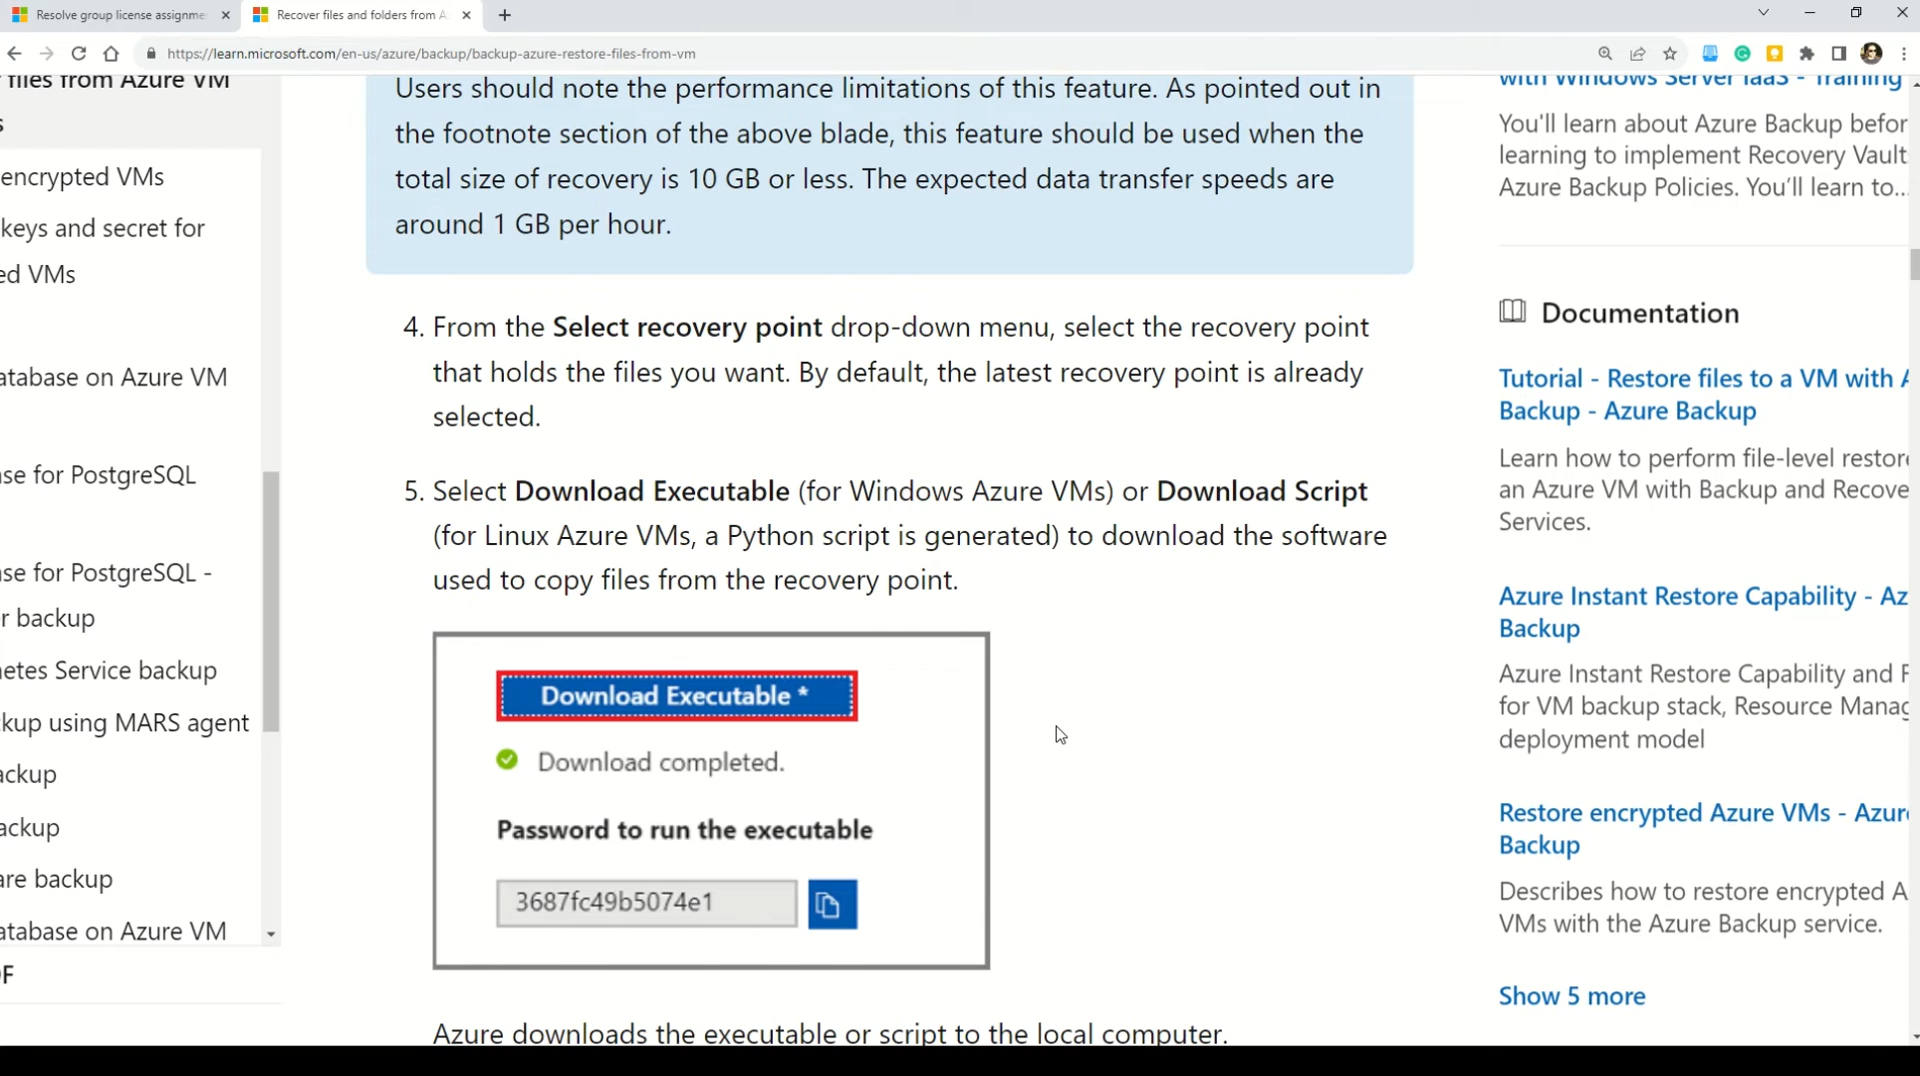 Resolve group license assignme
Recover files and folders from A
https://learn.microsoft.com/en-us/azure/backup/backup-azure-restore-files-from-vm
files from Azure VM
s
encrypted VMs
keys and secret for
ed VMs
atabase on Azure VM
se for PostgreSQL
se for PostgreSQL -
r backup
netes Service backup
ckup using MARS agent
ackup
ackup
are backup
atabase on Azure VM
F
Users should note the performance limitations of this feature. As pointed out in
the footnote section of the above blade, this feature should be used when the
total size of recovery is 10 GB or less. The expected data transfer speeds are
around 1 GB per hour.
4. From the Select recovery point drop-down menu, select the recovery point
that holds the files you want. By default, the latest recovery point is already
selected.
5. Select Download Executable (for Windows Azure VMs) or Download Script
(for Linux Azure VMs, a Python script is generated) to download the software
used to copy files from the recovery point.
Download Executable *
Download completed.
Password to run the executable
3687fc49b5074e1
Azure downloads the executable or script to the local computer.
with Windows Server IaaS - Training
You'll learn about Azure Backup befor
learning to implement Recovery Vault
Azure Backup Policies. You'll learn to...
Documentation
Tutorial - Restore files to a VM with A
Backup - Azure Backup
Learn how to perform file-level restore
an Azure VM with Backup and Recove
Services.
Azure Instant Restore Capability - Az
Backup
Azure Instant Restore Capability and F
for VM backup stack, Resource Manag
deployment model
Restore encrypted Azure VMs - Azure
Backup
Describes how to restore encrypted A
VMs with the Azure Backup service.
Show 5 more